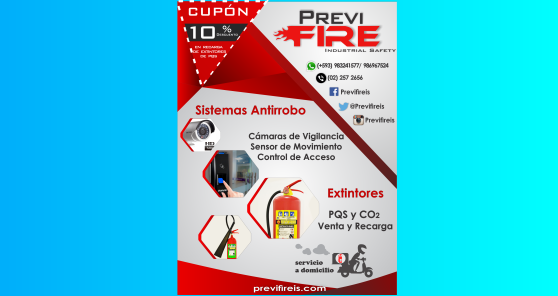 CUPÓN
10 % DESCUENTO
EN RECARGA
DE EXTINTORES
DE PQS
PREVI
FIRE
INDUSTRIAL SAFETY
(+593) 983241577/ 986967524
(02) 257 2656
Previfireis
@Previfireis
Previfireis
Sistemas Antirrobo
HD
Cámaras de Vigilancia
Sensor de Movimiento
Control de Acceso
Extintores
PQS y CO2
Venta y Recarga
servicio
a domicilio
previfireis.com